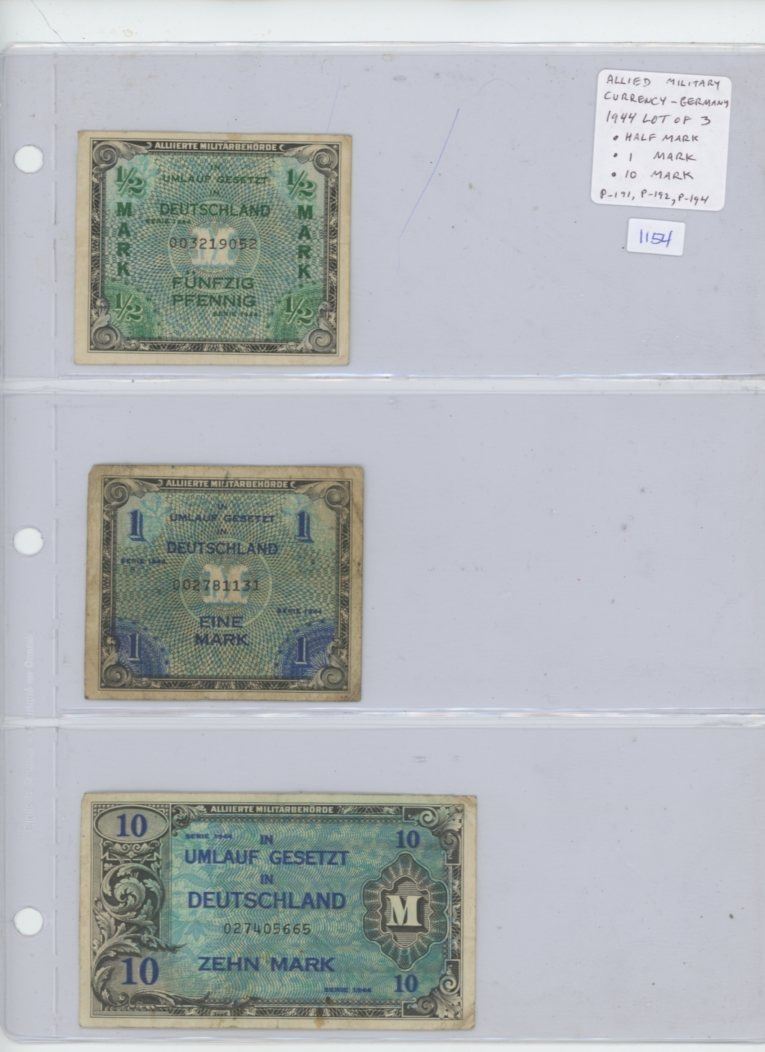 ALLIED MILITARY
CURRENCY - GERMANY
1944 LOT OF 3
• HALF MARK
• 1 MARK
• 10 MARK
P-191, P-192, P-194
1154
ALLIIERTE MILITÄRBEHÖRDE
1/2 IN 1/2
UMLAUF GESETZT
IN
DEUTSCHLAND
SERIE 1944
003219052
M
MARK MARK
FÜNFZIG
PFENNIG
1/2 1/2
SERIE 1944
ALLIIERTE MILITÄRBEHÖRDE
IN
1 UMLAUF GESETZT 1
IN
DEUTSCHLAND
SERIE 1944
002781131
M
SERIE 1944
EINE
MARK
1 1
ALLIIERTE MILITÄRBEHÖRDE
10 SERIE 1944 IN 10
UMLAUF GESETZT
IN
DEUTSCHLAND
M
027405665
10 ZEHN MARK 10
SERIE 1944